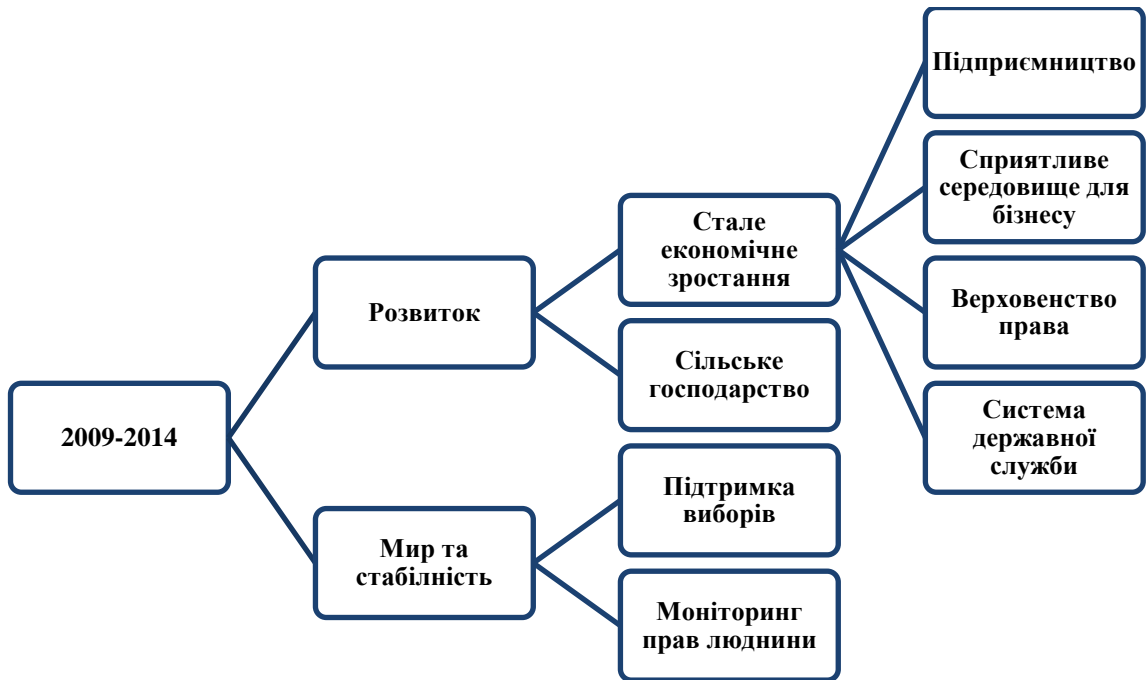 2009-2014
Розвиток
Мир та
стабілність
Стале
економічне
зростання
Сільське
господарство
Підтримка
виборів
Моніторинг
прав люднини
Підприємництво
Сприятливе
середовище для
бізнесу
Верховенство
права
Система
державної
служби